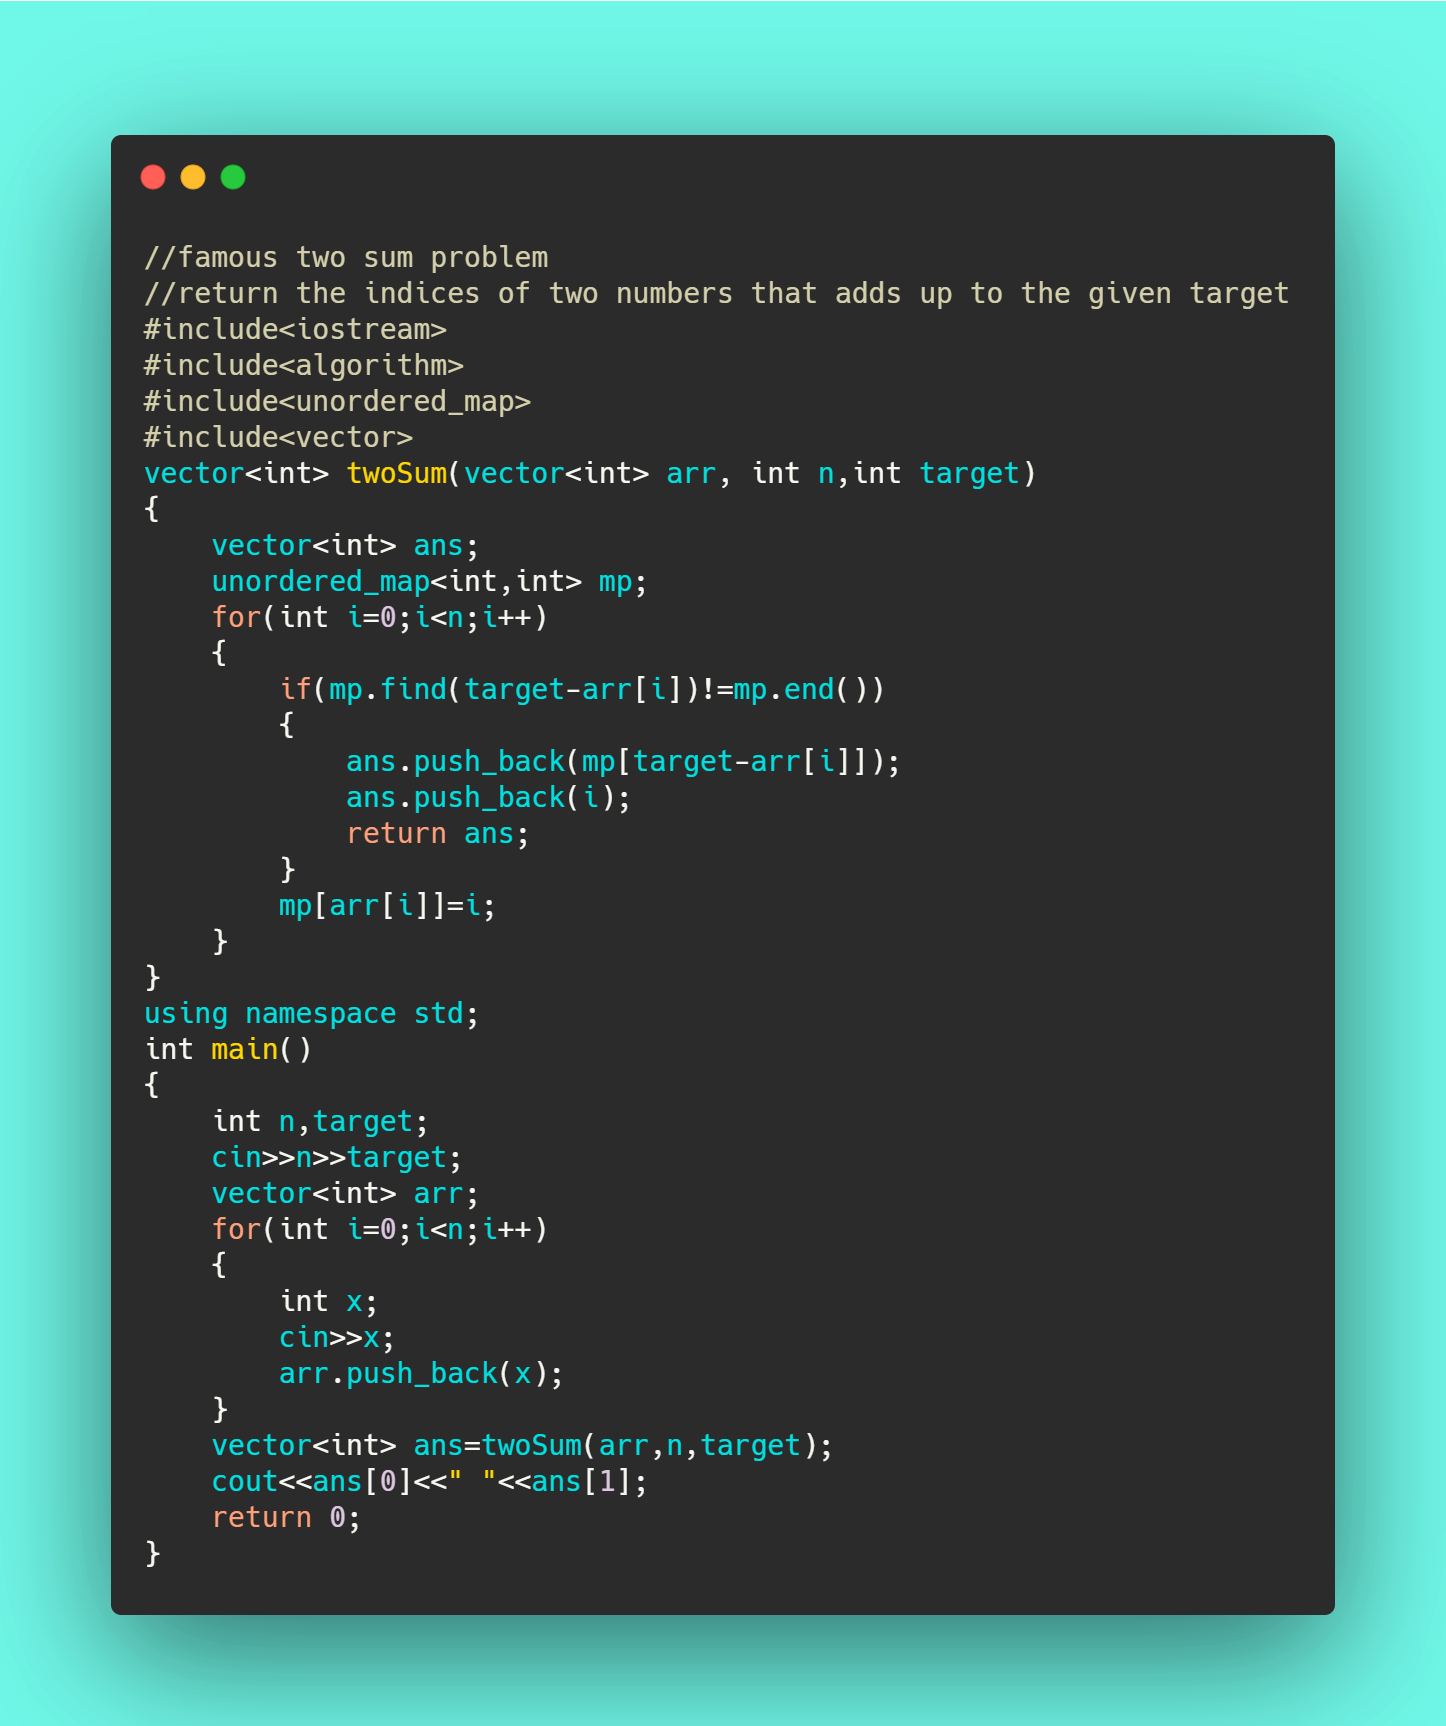 //famous two sum problem
//return the indices of two numbers that adds up to the given target
#include<iostream>
#include<algorithm>
#include<unordered_map>
#include<vector>
vector<int> twoSum(vector<int> arr, int n,int target)
{
    vector<int> ans;
    unordered_map<int,int> mp;
    for(int i=0;i<n;i++)
    {
        if(mp.find(target-arr[i])!=mp.end())
        {
            ans.push_back(mp[target-arr[i]]);
            ans.push_back(i);
            return ans;
        }
        mp[arr[i]]=i;
    }
}
using namespace std;
int main()
{
    int n,target;
    cin>>n>>target;
    vector<int> arr;
    for(int i=0;i<n;i++)
    {
        int x;
        cin>>x;
        arr.push_back(x);
    }
    vector<int> ans=twoSum(arr,n,target);
    cout<<ans[0]<<" "<<ans[1];
    return 0;
}